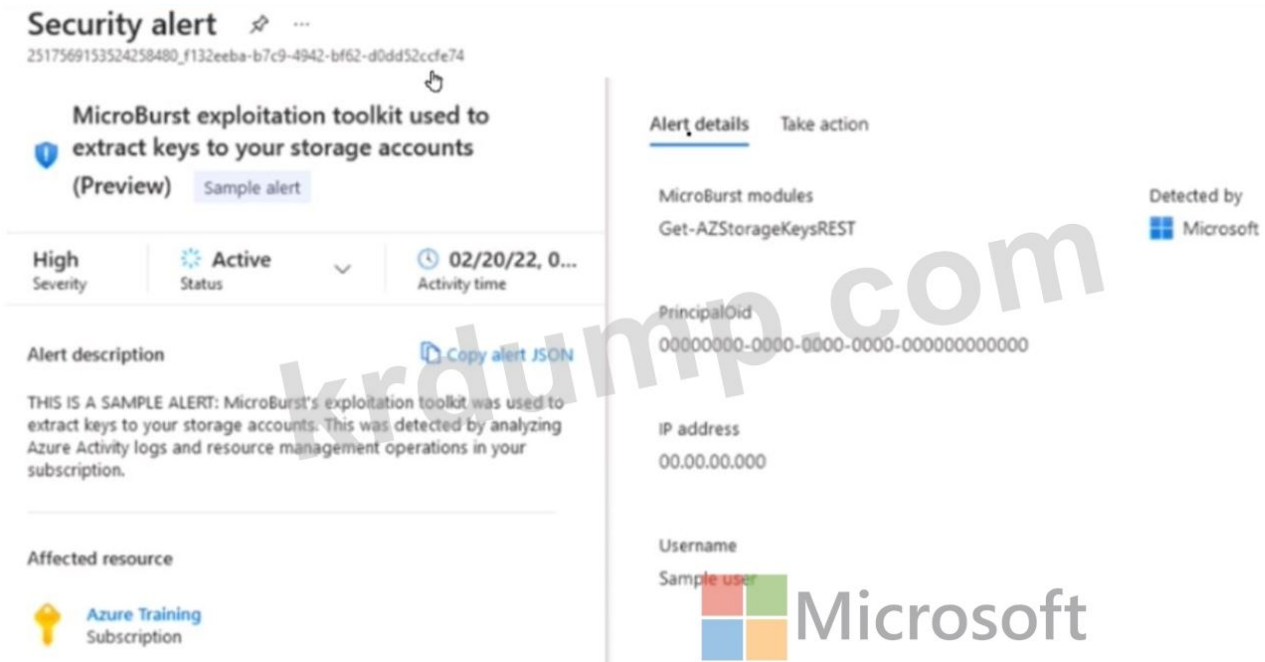 Security alert
2517569153524258480_f132eeba-b7c9-4942-bf62-d0dd52ccfe74
MicroBurst exploitation toolkit used to
extract keys to your storage accounts
(Preview) Sample alert
High
Severity
Active
Status
02/20/22, 0...
Activity time
Alert description
Copy alert JSON
THIS IS A SAMPLE ALERT: MicroBurst's exploitation toolkit was used to
extract keys to your storage accounts. This was detected by analyzing
Azure Activity logs and resource management operations in your
subscription.
Affected resource
Azure Training
Subscription
Alert details Take action
MicroBurst modules
Get-AZStorageKeysREST
Detected by
Microsoft
PrincipalOid
00000000-0000-0000-0000-000000000000
IP address
00.00.00.000
Username
Sample user
Microsoft
krdump.com